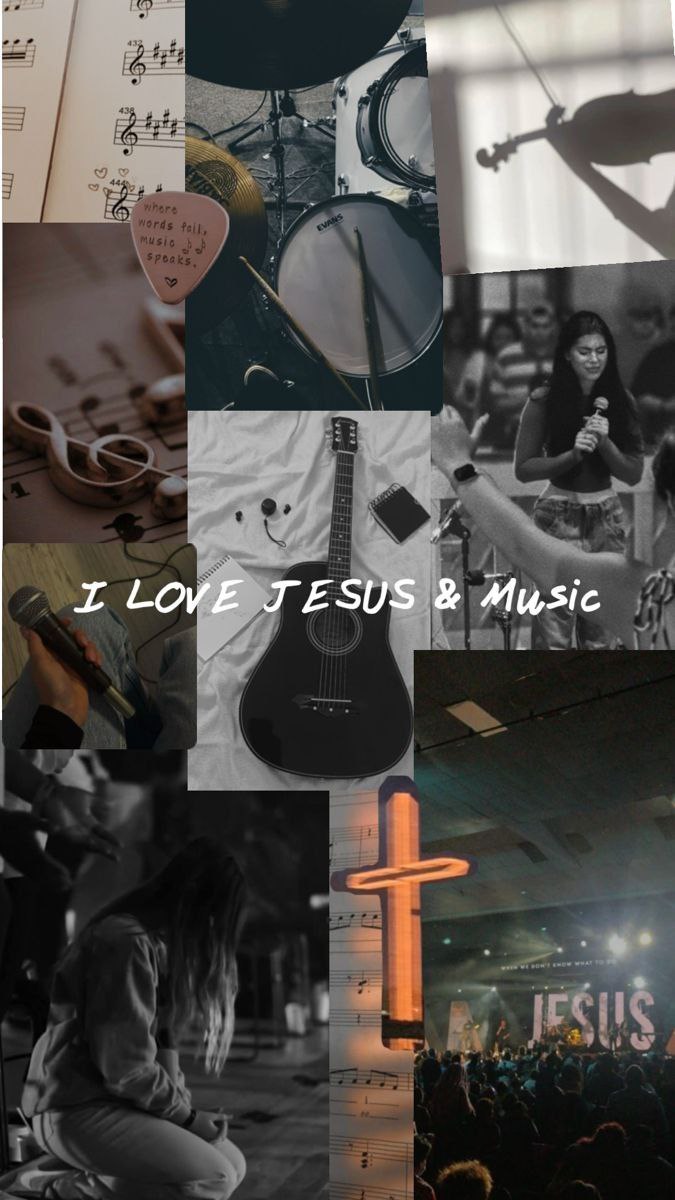 432
438
444
where
words fail,
music
speaks.
EVANS
I LOVE JESUS & Music
WHEN WE DON'T KNOW WHAT TO DO
JESUS